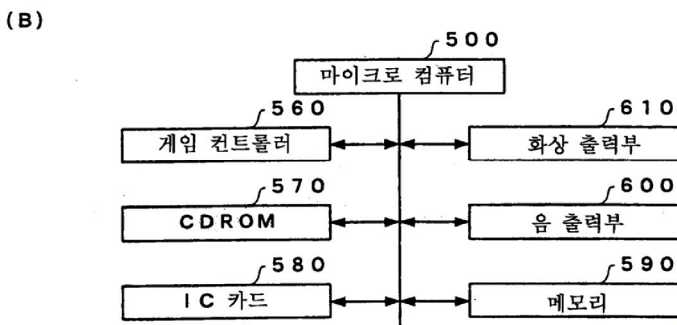 (B)
500
마이크로 컴퓨터
560
게임 컨트롤러
610
화상 출력부
570
CDROM
600
음 출력부
580
IC 카드
590
메모리